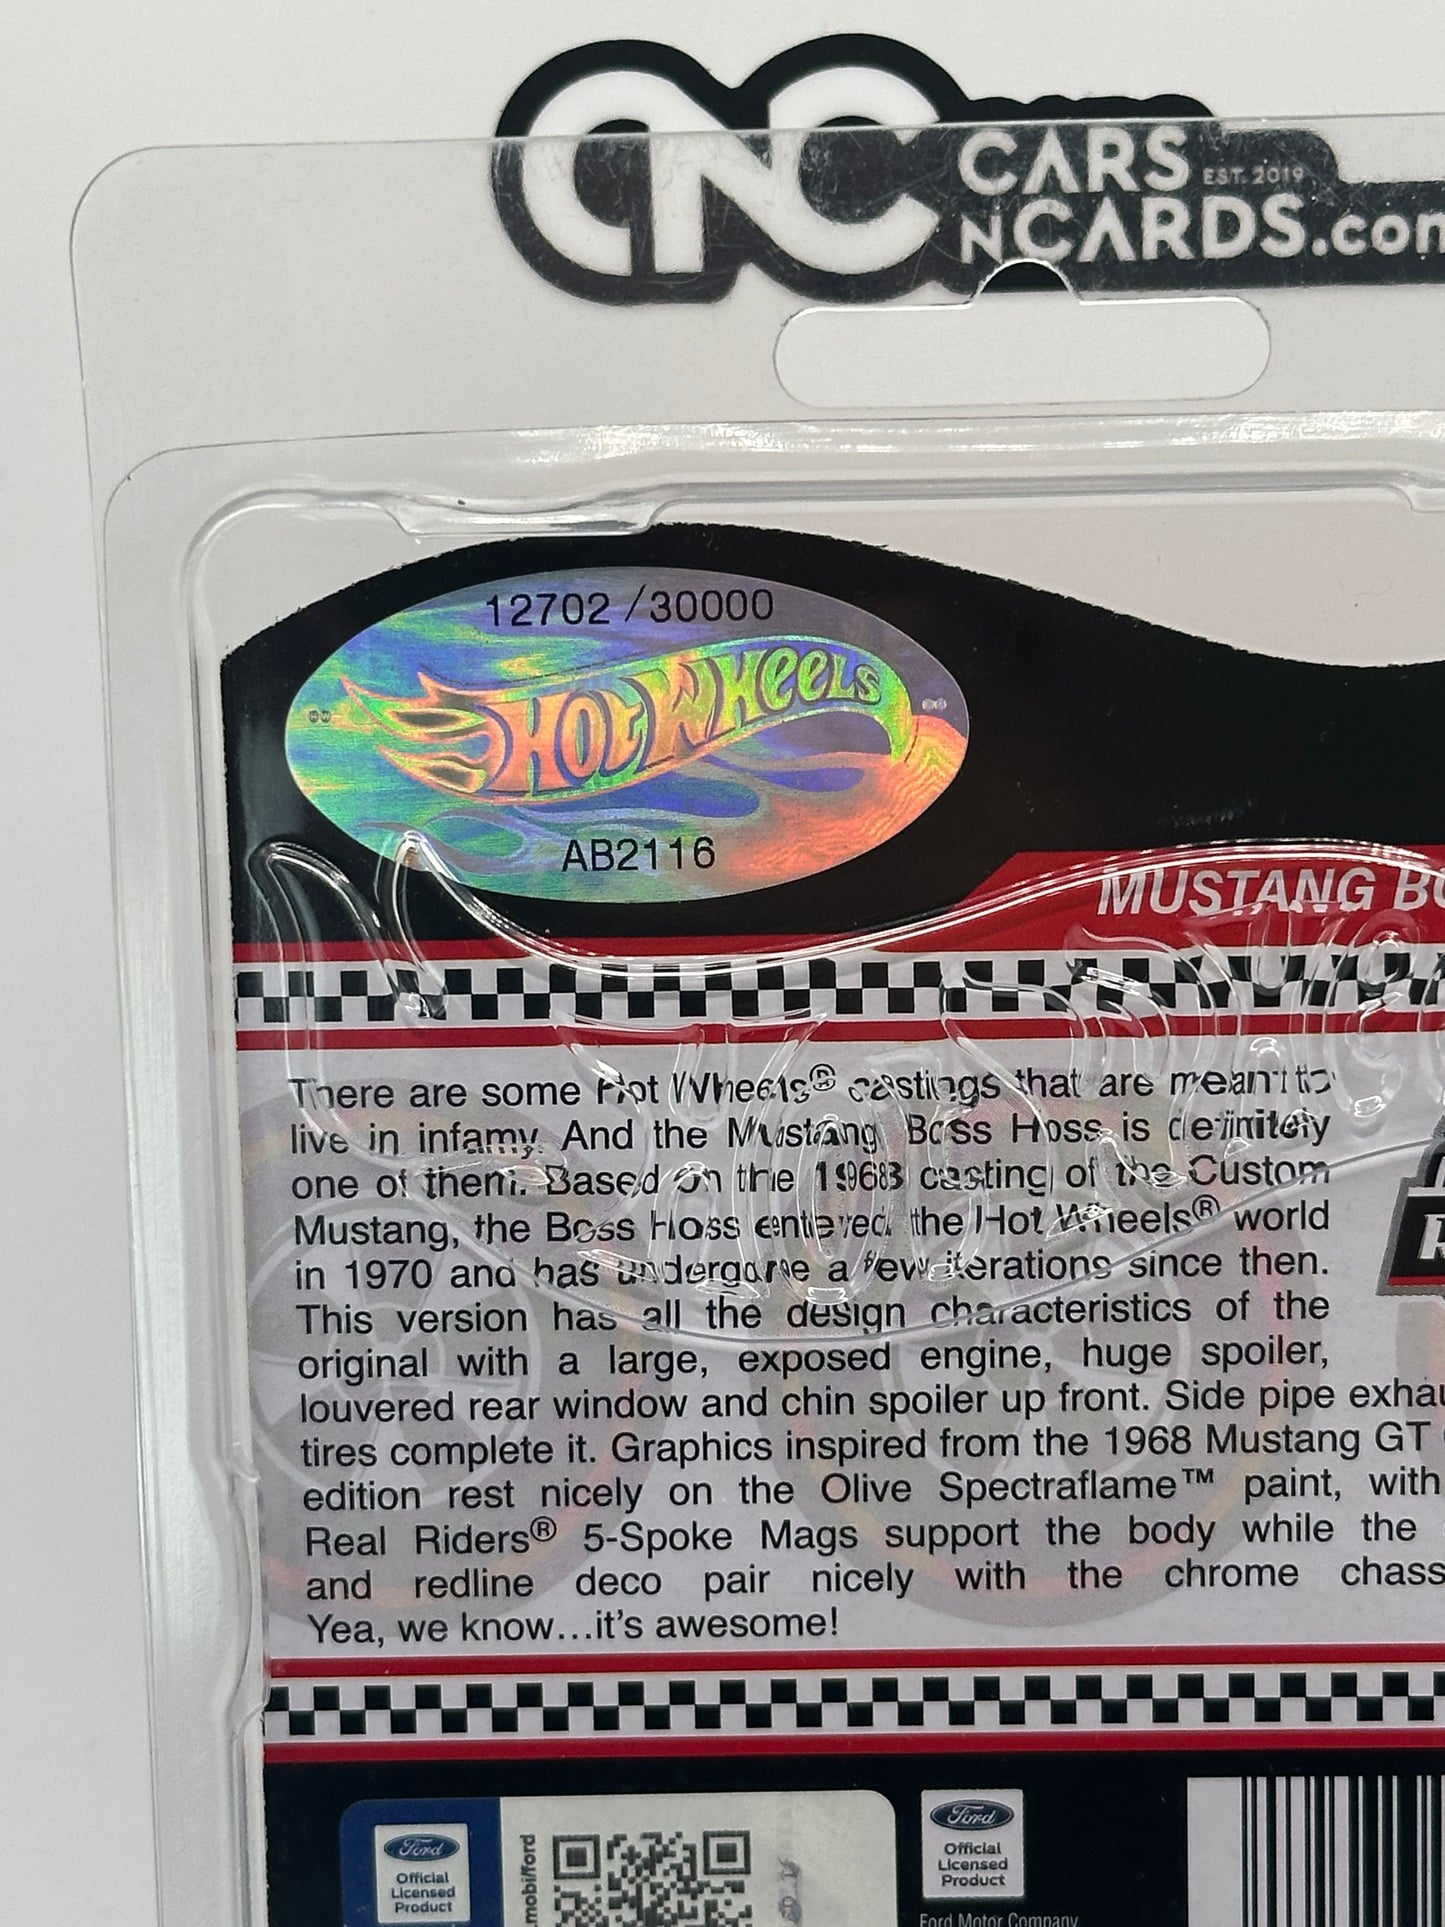 CNC CARS EST. 2019
NCARDS.com
12702 /30000
HOT WHEELS
AB2116
MUSTANG BO
There are some Hot Wheels® castings that are meant to
live in infamy. And the Mustang Boss Hoss is definitely
one of them. Based on the 1968 casting of the Custom
Mustang, the Boss Hoss entered the Hot Wheels® world
in 1970 and has undergone a few iterations since then.
This version has all the design characteristics of the
original with a large, exposed engine, huge spoiler,
louvered rear window and chin spoiler up front. Side pipe exhau
tires complete it. Graphics inspired from the 1968 Mustang GT
edition rest nicely on the Olive Spectraflame™ paint, with
Real Riders® 5-Spoke Mags support the body while the
and redline deco pair nicely with the chrome chass
Yea, we know...it's awesome!
Ford
Official
Licensed
Product
.mobi/ford
Ford
Official
Licensed
Product
Ford Motor Company